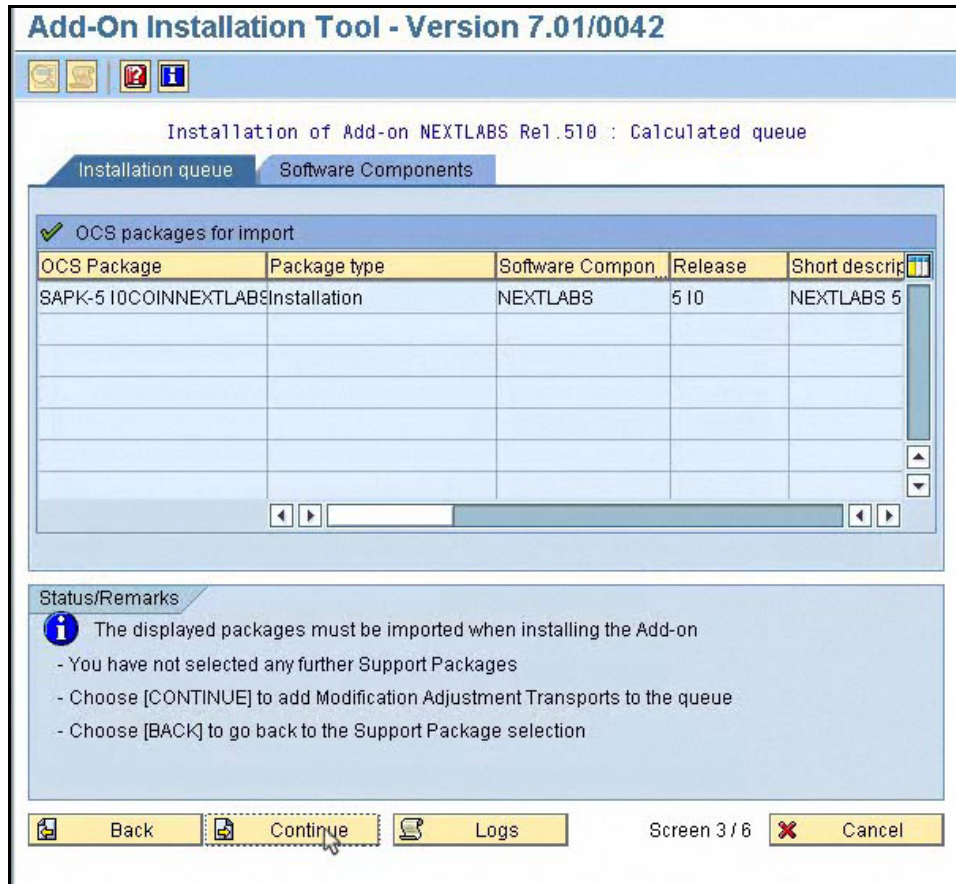 Add-On Installation Tool - Version 7.01/0042
Installation of Add-on NEXTLABS Rel.510 : Calculated queue
Installation queue
Software Components
OCS packages for import
OCS Package Package type Software Compon... Release Short descrip
SAPK-510COINNEXTLABS Installation NEXTLABS 510 NEXTLABS 5
Status/Remarks
The displayed packages must be imported when installing the Add-on
- You have not selected any further Support Packages
- Choose [CONTINUE] to add Modification Adjustment Transports to the queue
- Choose [BACK] to go back to the Support Package selection
Back Continue Logs Screen 3 / 6 Cancel